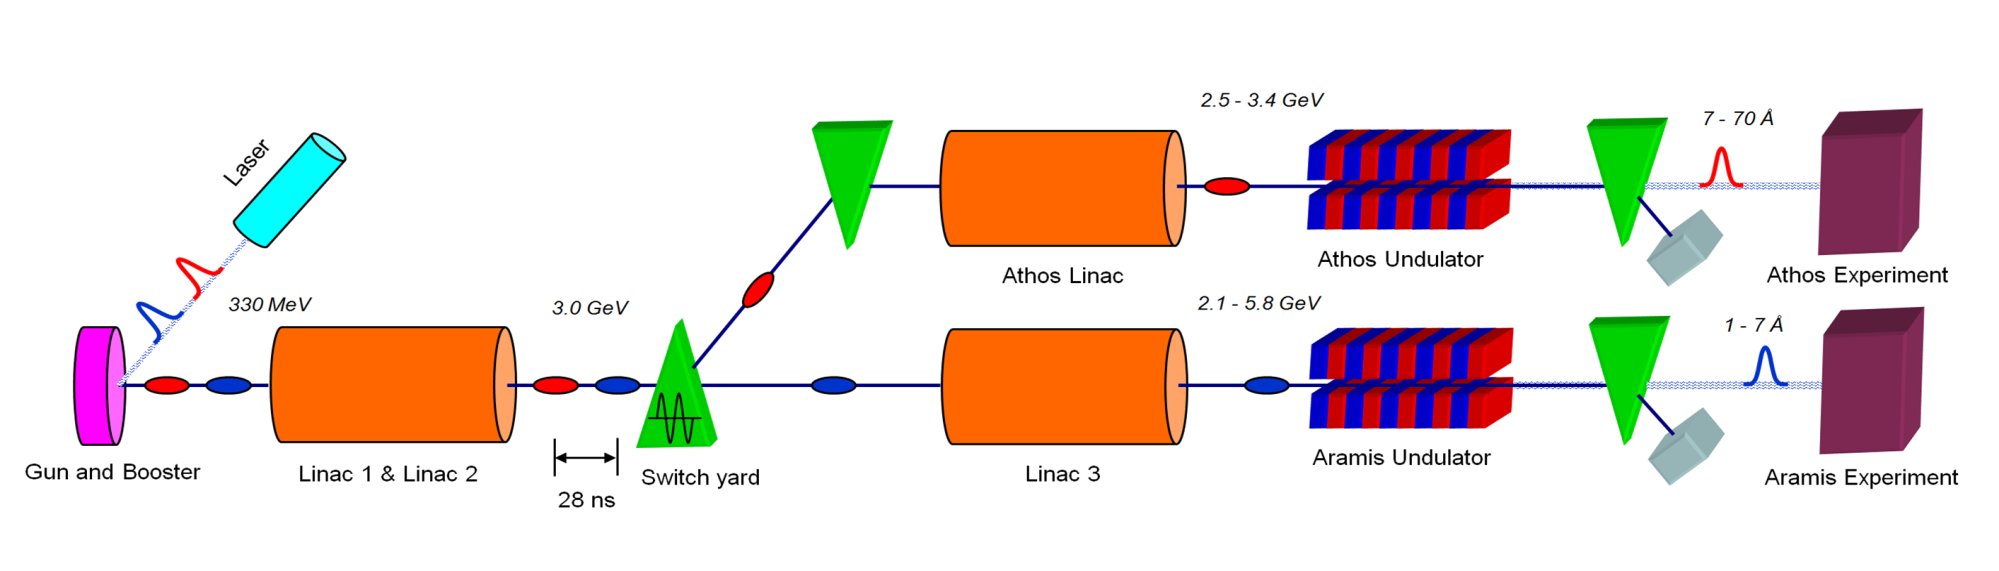 Laser
330 MeV
Gun and Booster
Linac 1 & Linac 2
3.0 GeV
28 ns
Switch yard
Athos Linac
2.5 - 3.4 GeV
Athos Undulator
7 - 70 Å
Athos Experiment
Linac 3
2.1 - 5.8 GeV
Aramis Undulator
1 - 7 Å
Aramis Experiment